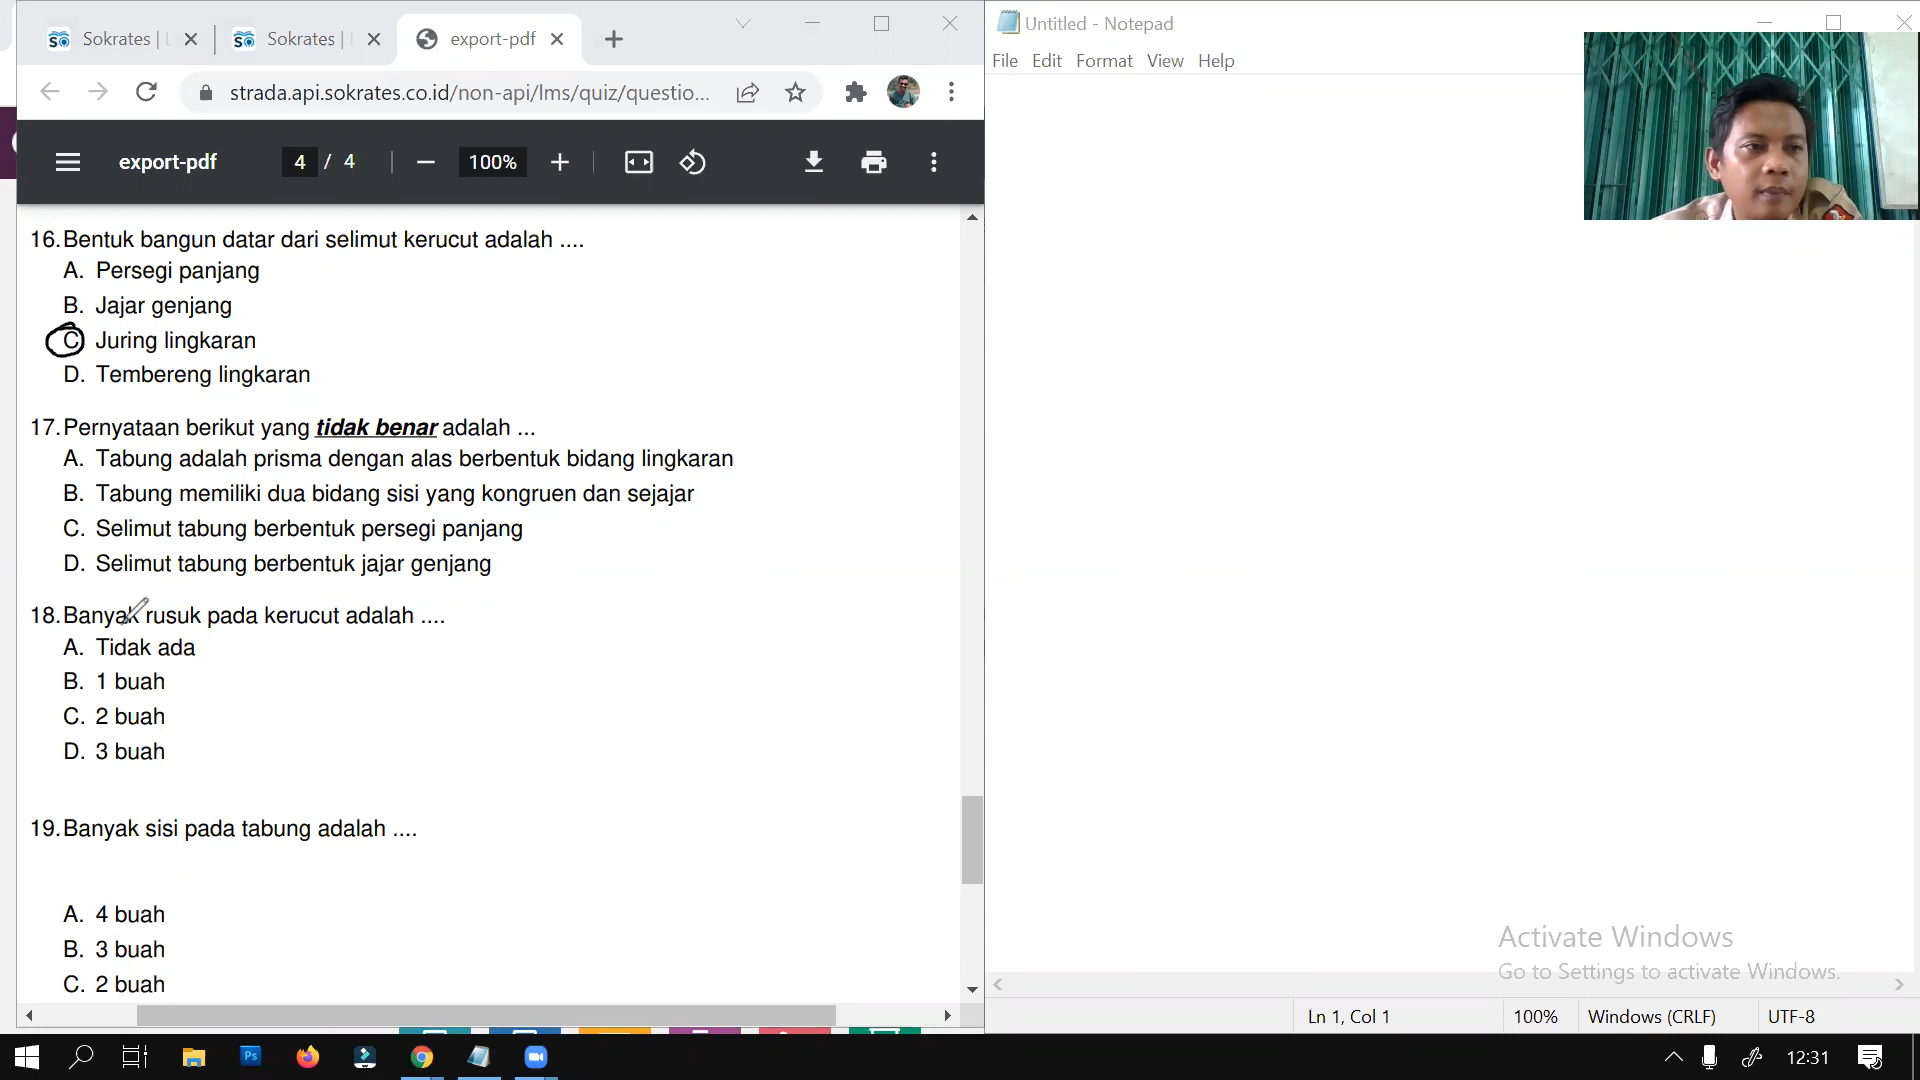 Sokrates |
Sokrates |
export-pdf
Untitled - Notepad
File Edit Format View Help
strada.api.sokrates.co.id/non-api/lms/quiz/questio...
export-pdf 4 / 4 100%
16. Bentuk bangun datar dari selimut kerucut adalah ....
A. Persegi panjang
B. Jajar genjang
C Juring lingkaran
D. Tembereng lingkaran
17. Pernyataan berikut yang tidak benar adalah ...
A. Tabung adalah prisma dengan alas berbentuk bidang lingkaran
B. Tabung memiliki dua bidang sisi yang kongruen dan sejajar
C. Selimut tabung berbentuk persegi panjang
D. Selimut tabung berbentuk jajar genjang
18. Banyak rusuk pada kerucut adalah ....
A. Tidak ada
B. 1 buah
C. 2 buah
D. 3 buah
19. Banyak sisi pada tabung adalah ....
A. 4 buah
B. 3 buah
C. 2 buah
Activate Windows
Go to Settings to activate Windows.
Ln 1, Col 1 100% Windows (CRLF) UTF-8
Ps
12:31